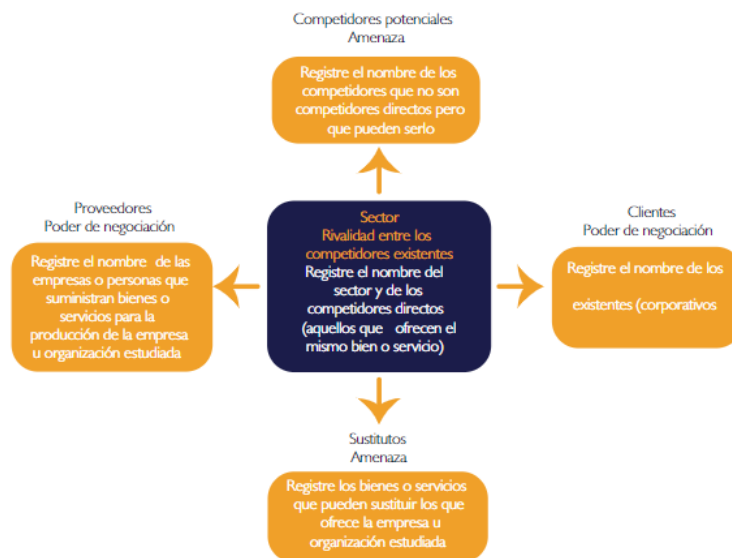 Competidores potenciales
Amenaza
Registre el nombre de los
competidores que no son
competidores directos pero
que pueden serlo
Proveedores
Poder de negociación
Registre el nombre de las
empresas o personas que
suministran bienes o
servicios para la
producción de la empresa
u organización estudiada
Sector
Rivalidad entre los
competidores existentes
Registre el nombre del
sector y de los
competidores directos
(aquellos que ofrecen el
mismo bien o servicio)
Clientes
Poder de negociación
Registre el nombre de los
existentes (corporativos
Sustitutos
Amenaza
Registre los bienes o servicios
que pueden sustituir los que
ofrece la empresa u
organización estudiada